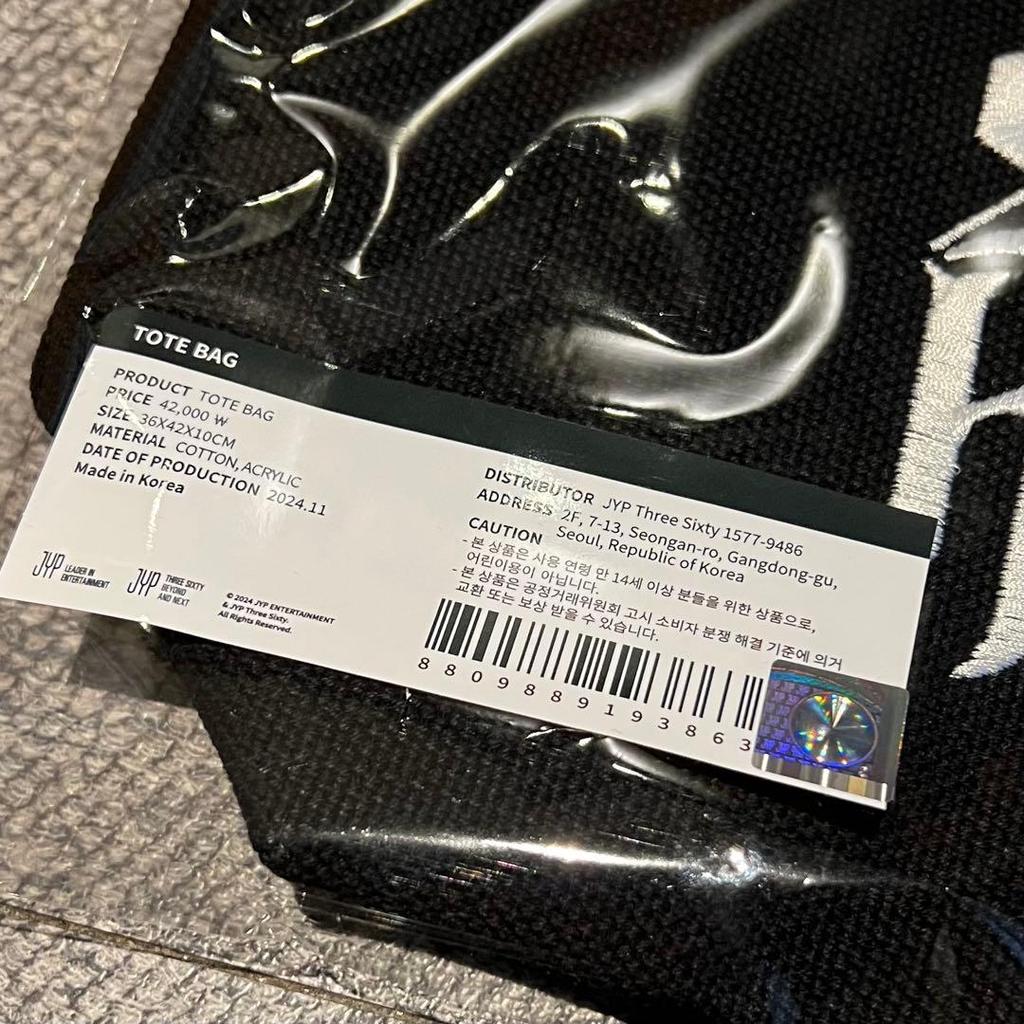 TOTE BAG
PRODUCT TOTE BAG
PRICE 42,000 ₩
SIZE 36X42X10CM
MATERIAL COTTON, ACRYLIC
DATE OF PRODUCTION 2024.11
Made in Korea
JYP LEADER IN
ENTERTAINMENT
JYP THREE SIXTY
BEYOND
AND NEXT
© 2024 JYP ENTERTAINMENT
& JYP Three Sixty.
All Rights Reserved.
DISTRIBUTOR JYP Three Sixty 1577-9486
ADDRESS 2F, 7-13, Seongan-ro, Gangdong-gu,
Seoul, Republic of Korea
CAUTION
- 본 상품은 사용 연령 만 14세 이상 분들을 위한 상품으로,
어린이용이 아닙니다.
- 본 상품은 공정거래위원회 고시 소비자 분쟁 해결 기준에 의거
교환 또는 보상 받을 수 있습니다.
8809889193863